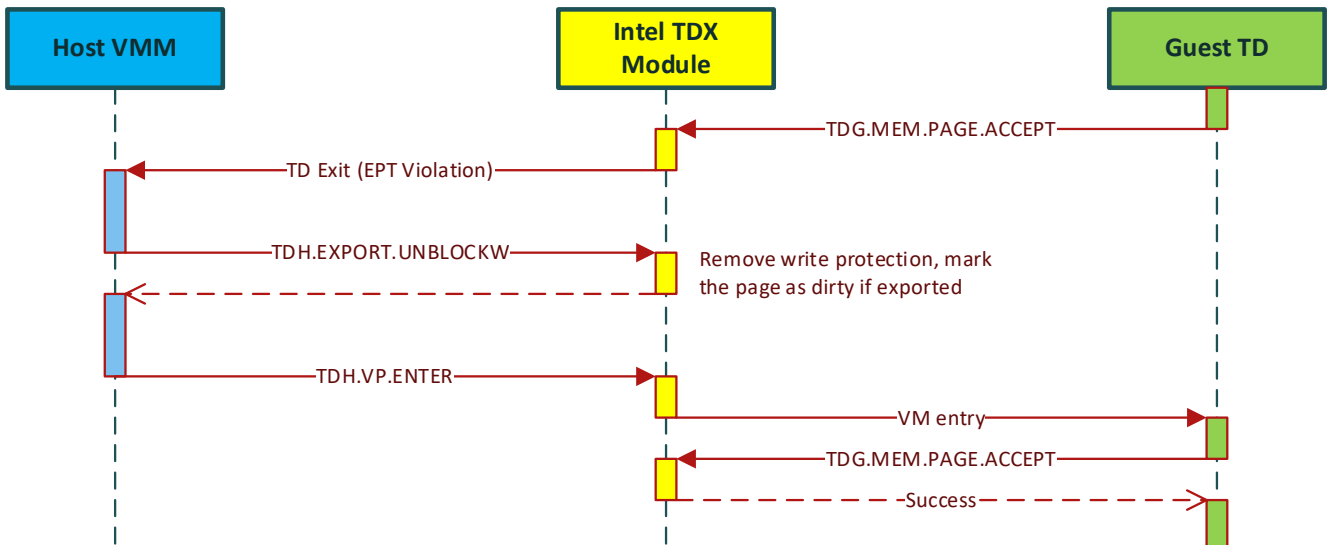 Host VMM
Intel TDX
Module
Guest TD
TDG.MEM.PAGE.ACCEPT
TD Exit (EPT Violation)
TDH.EXPORT.UNBLOCKW
Remove write protection, mark
the page as dirty if exported
TDH.VP.ENTER
VM entry
TDG.MEM.PAGE.ACCEPT
Success